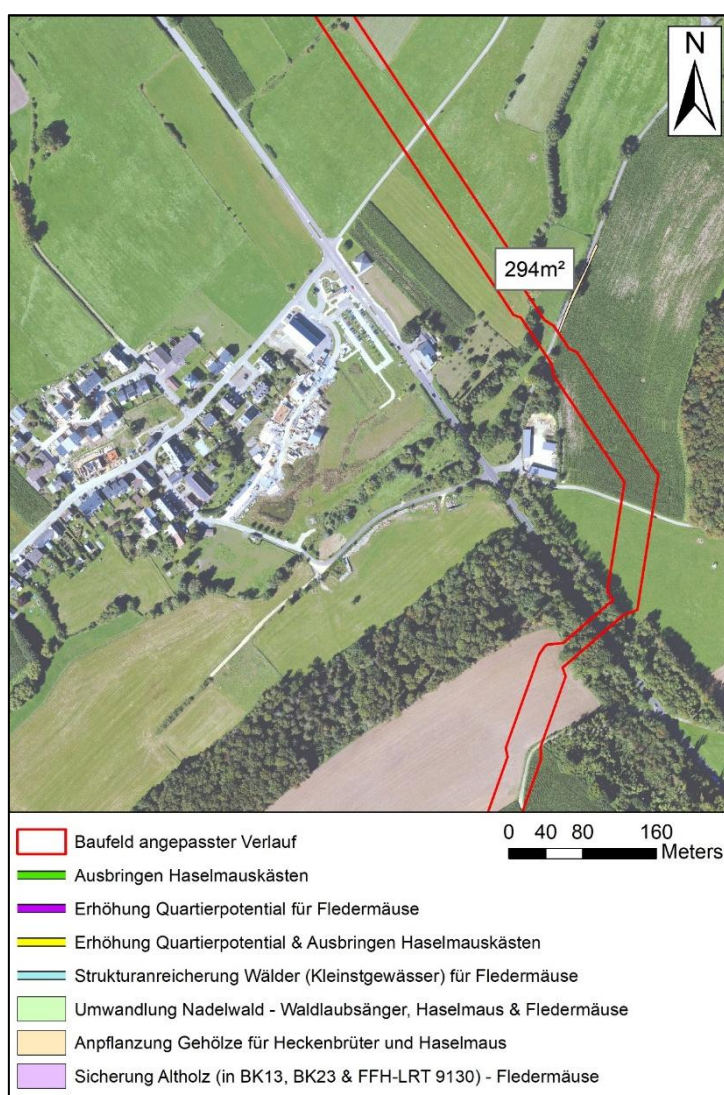 N
294m²
Baufeld angepasster Verlauf
0 40 80 160
Meters
Ausbringen Haselmauskästen
Erhöhung Quartierpotential für Fledermäuse
Erhöhung Quartierpotential & Ausbringen Haselmauskästen
Strukturanreicherung Wälder (Kleinstgewässer) für Fledermäuse
Umwandlung Nadelwald - Waldlaubsänger, Haselmaus & Fledermäuse
Anpflanzung Gehölze für Heckenbrüter und Haselmaus
Sicherung Altholz (in BK13, BK23 & FFH-LRT 9130) - Fledermäuse